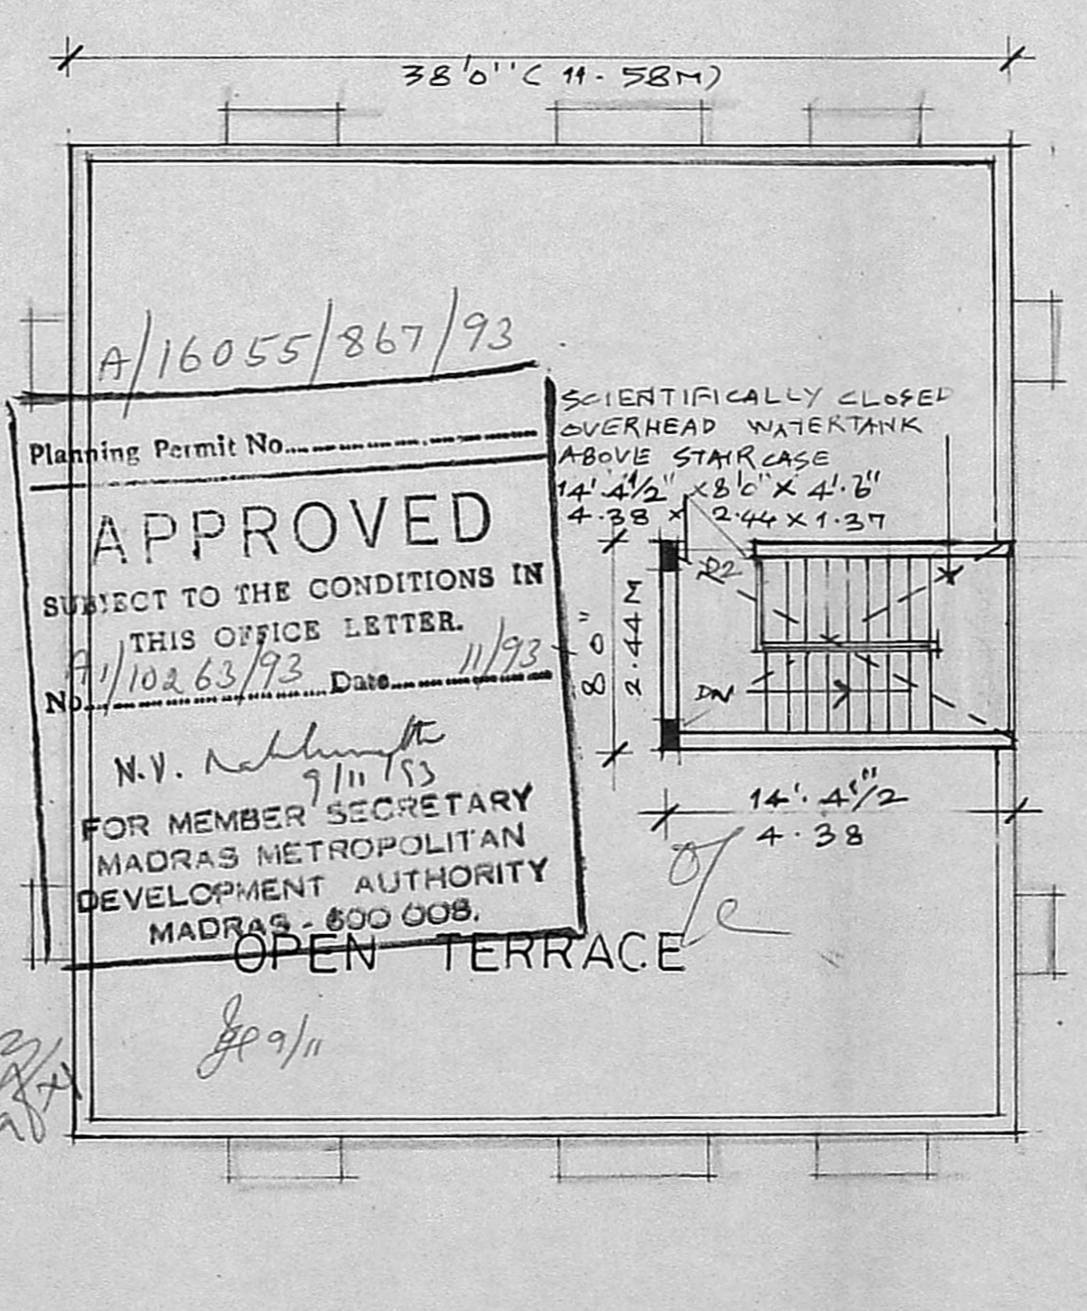 38'0" ( 11.58M)
A/16055/867/93
Planning Permit No.
APPROVED
SUBJECT TO THE CONDITIONS IN
THIS OFFICE LETTER.
No. A1/10263/93 Date 11/93
N.V.
9/11/93
FOR MEMBER SECRETARY
MADRAS METROPOLITAN
DEVELOPMENT AUTHORITY
MADRAS - 600 008.
SCIENTIFICALLY CLOSED
OVERHEAD WATERTANK
ABOVE STAIRCASE
14'.4½" x 8'0" x 4'.6"
4.38 x 2.44 x 1.37
8'0"
2.44M
D2
DN
14'.4½"
4.38
OPEN TERRACE
9/11